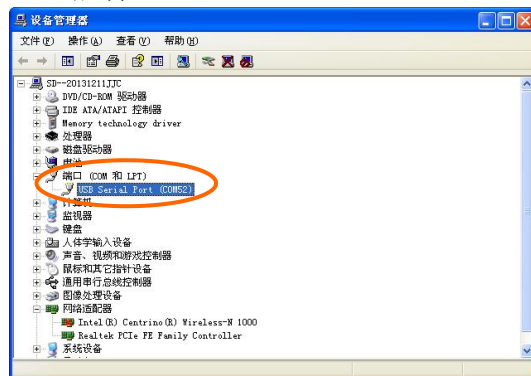 设备管理器
文件(F) 操作(A) 查看(V) 帮助(H)
SD--20131211JJC
DVD/CD-ROM 驱动器
IDE ATA/ATAPI 控制器
Memory technology driver
处理器
磁盘驱动器
电池
端口 (COM 和 LPT)
USB Serial Port (COM52)
计算机
监视器
键盘
人体学输入设备
声音、视频和游戏控制器
鼠标和其它指针设备
通用串行总线控制器
图像处理设备
网络适配器
Intel(R) Centrino(R) Wireless-N 1000
Realtek PCIe FE Family Controller
系统设备